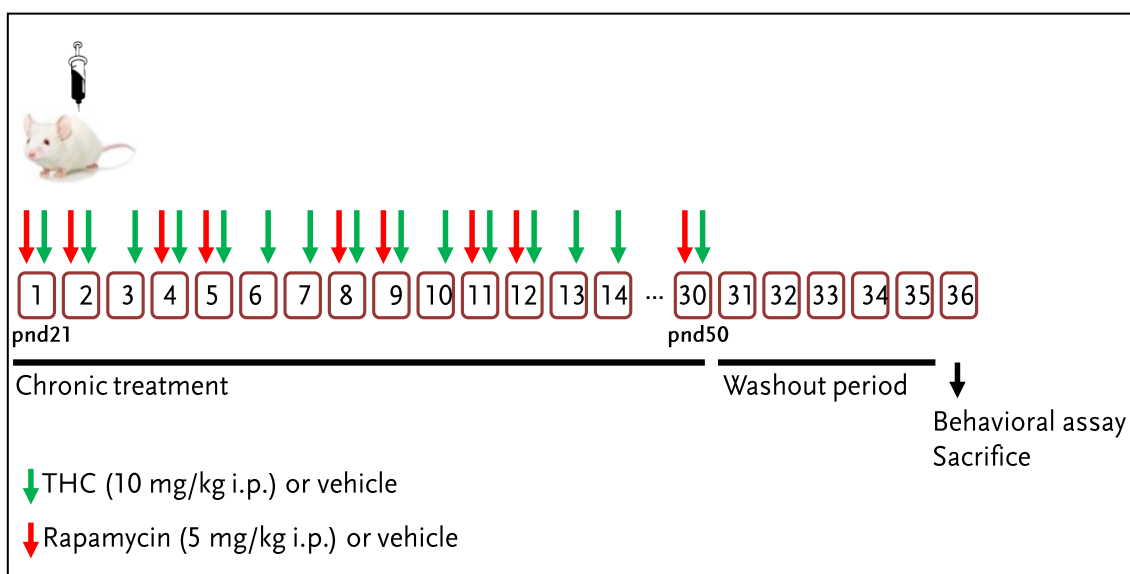 1 2 3 4 5 6 7 8 9 10 11 12 13 14 ... 30 31 32 33 34 35 36
pnd21 pnd50
Chronic treatment Washout period
Behavioral assay
Sacrifice
THC (10 mg/kg i.p.) or vehicle
Rapamycin (5 mg/kg i.p.) or vehicle